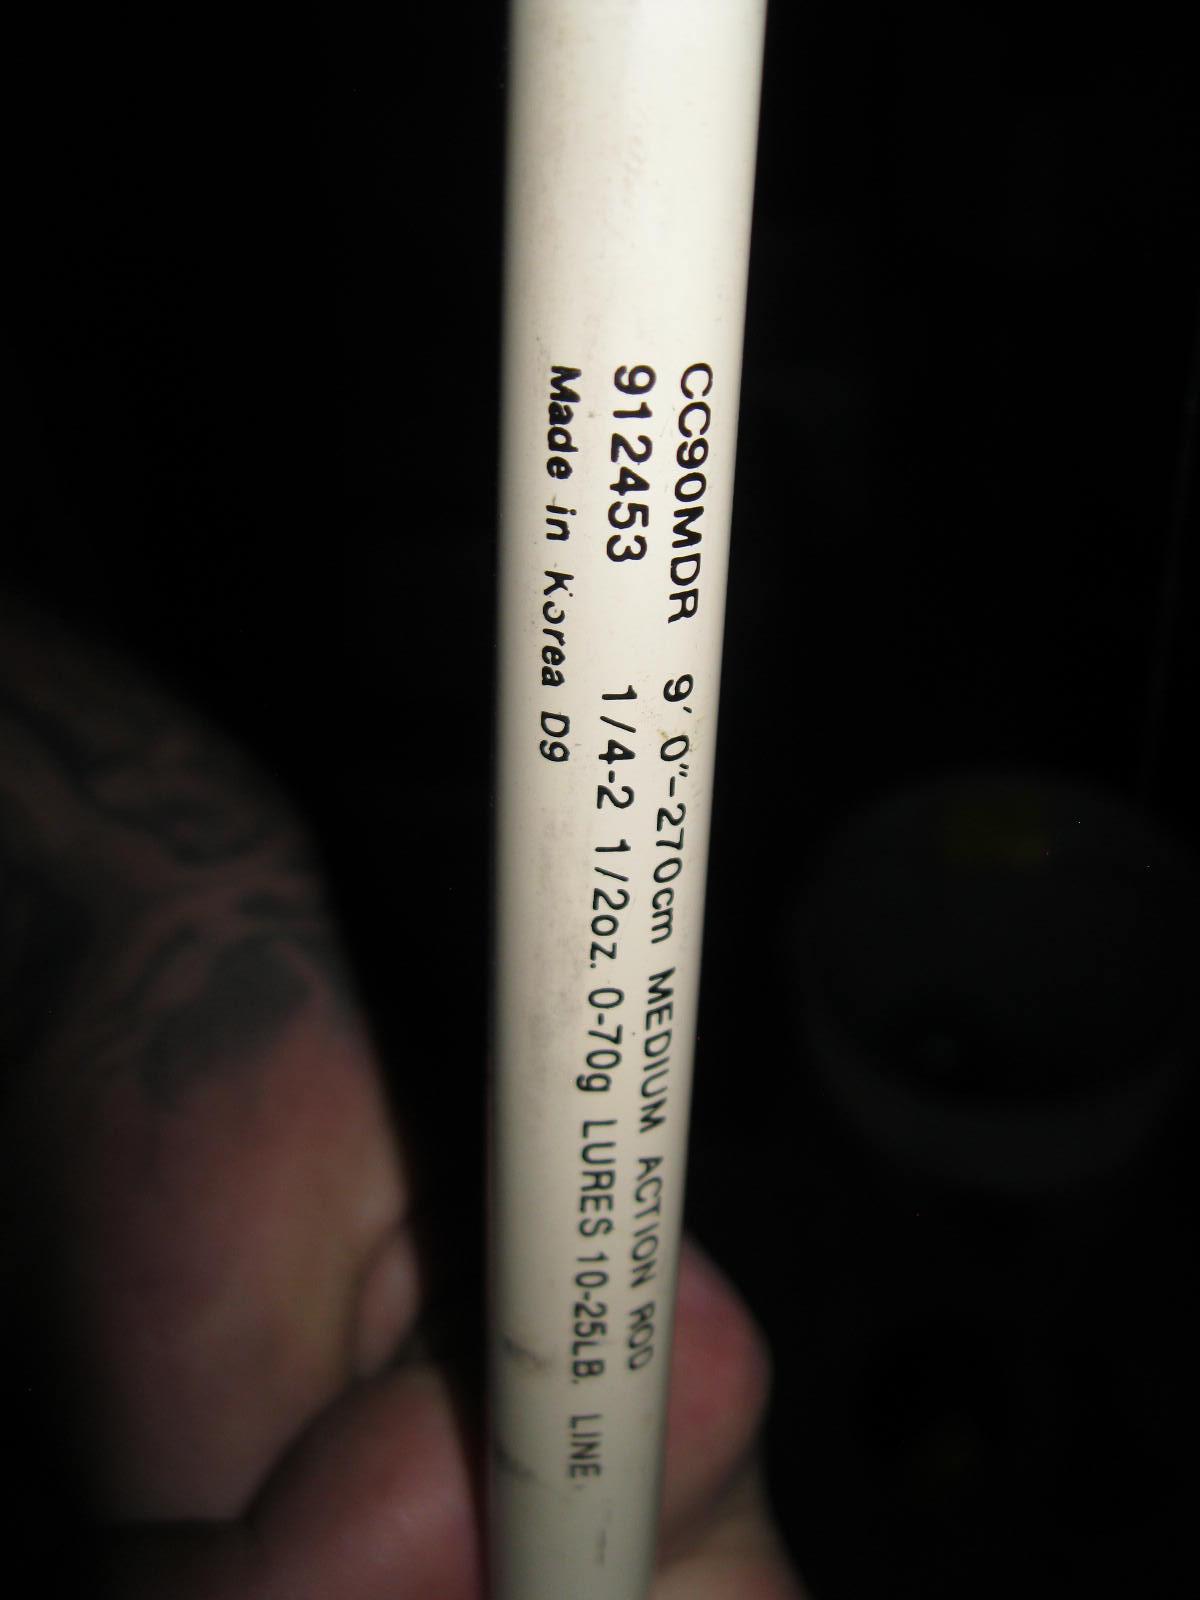 CC90MDR 9' 0"-270cm MEDIUM ACTION ROD
912453 1/4-2 1/2oz. 0-70g LURES 10-25LB. LINE.
Made in Korea D9